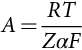 A = RT / ZαF